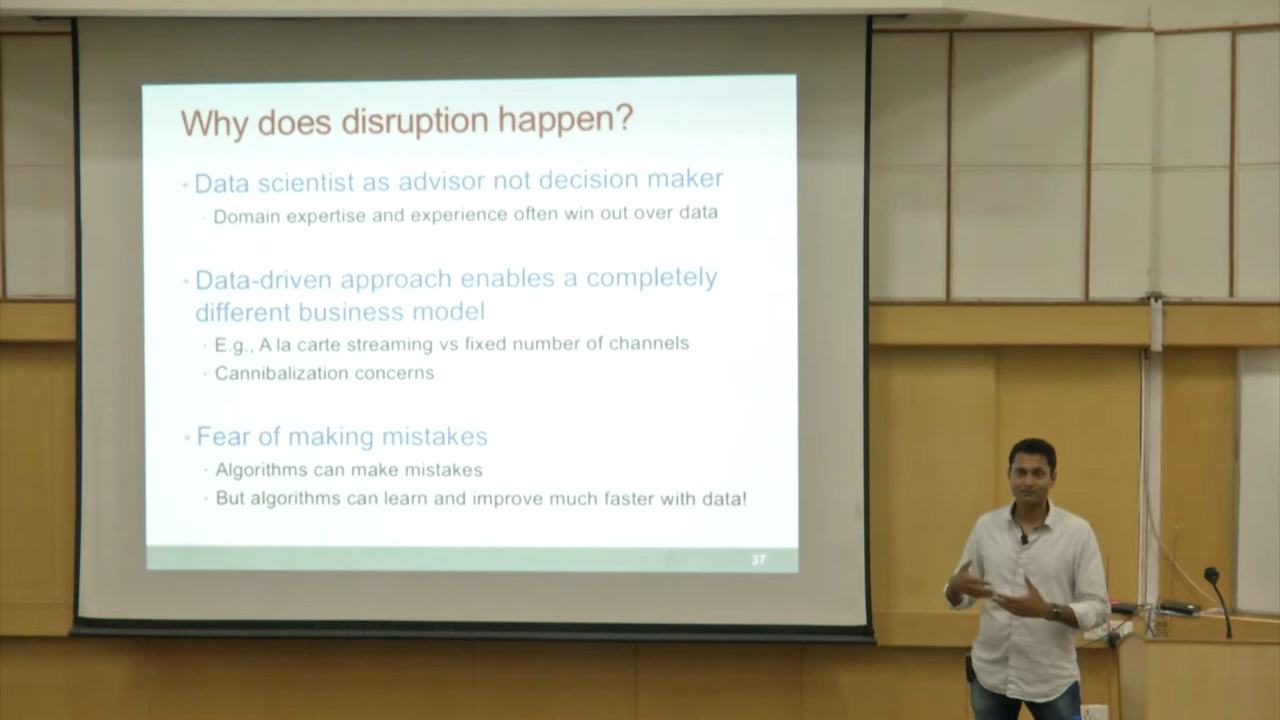 Why does disruption happen?
• Data scientist as advisor not decision maker
• Domain expertise and experience often win out over data
• Data-driven approach enables a completely
different business model
• E.g., A la carte streaming vs fixed number of channels
• Cannibalization concerns
• Fear of making mistakes
• Algorithms can make mistakes
• But algorithms can learn and improve much faster with data!
37